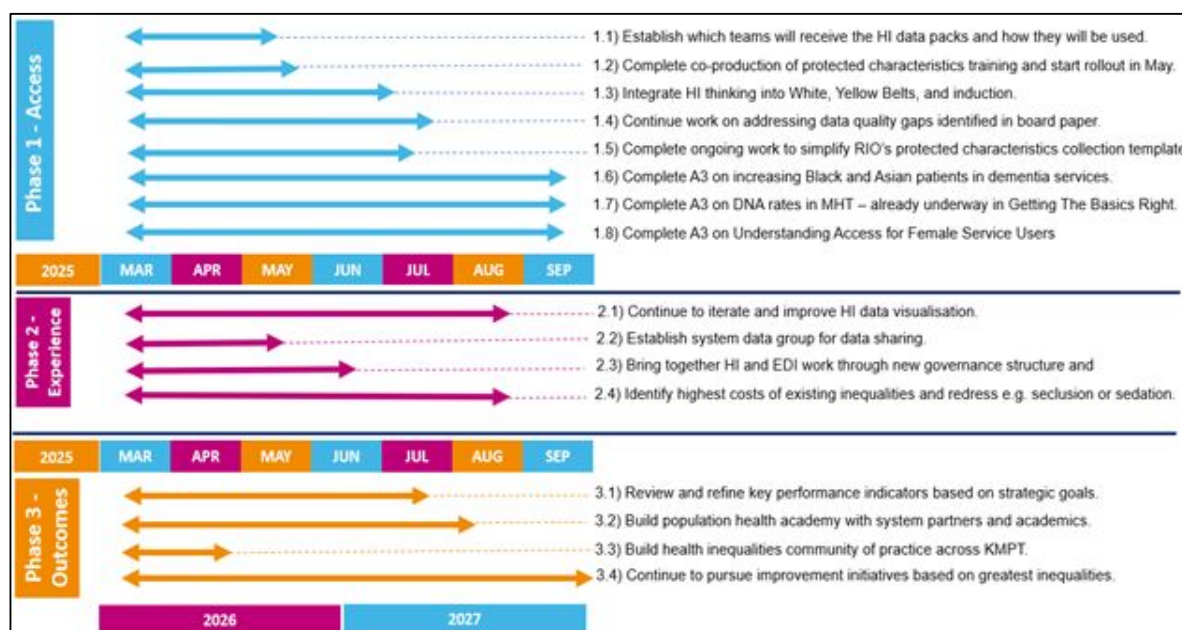 Phase 1 - Access
1.1) Establish which teams will receive the HI data packs and how they will be used.
1.2) Complete co-production of protected characteristics training and start rollout in May.
1.3) Integrate HI thinking into White, Yellow Belts, and induction.
1.4) Continue work on addressing data quality gaps identified in board paper.
1.5) Complete ongoing work to simplify RIO's protected characteristics collection template
1.6) Complete A3 on increasing Black and Asian patients in dementia services.
1.7) Complete A3 on DNA rates in MHT – already underway in Getting The Basics Right.
1.8) Complete A3 on Understanding Access for Female Service Users
2025 MAR APR MAY JUN JUL AUG SEP
Phase 2 -
Experience
2.1) Continue to iterate and improve HI data visualisation.
2.2) Establish system data group for data sharing.
2.3) Bring together HI and EDI work through new governance structure and
2.4) Identify highest costs of existing inequalities and redress e.g. seclusion or sedation.
2025 MAR APR MAY JUN JUL AUG SEP
Phase 3 -
Outcomes
3.1) Review and refine key performance indicators based on strategic goals.
3.2) Build population health academy with system partners and academics.
3.3) Build health inequalities community of practice across KMPT.
3.4) Continue to pursue improvement initiatives based on greatest inequalities.
2026 2027